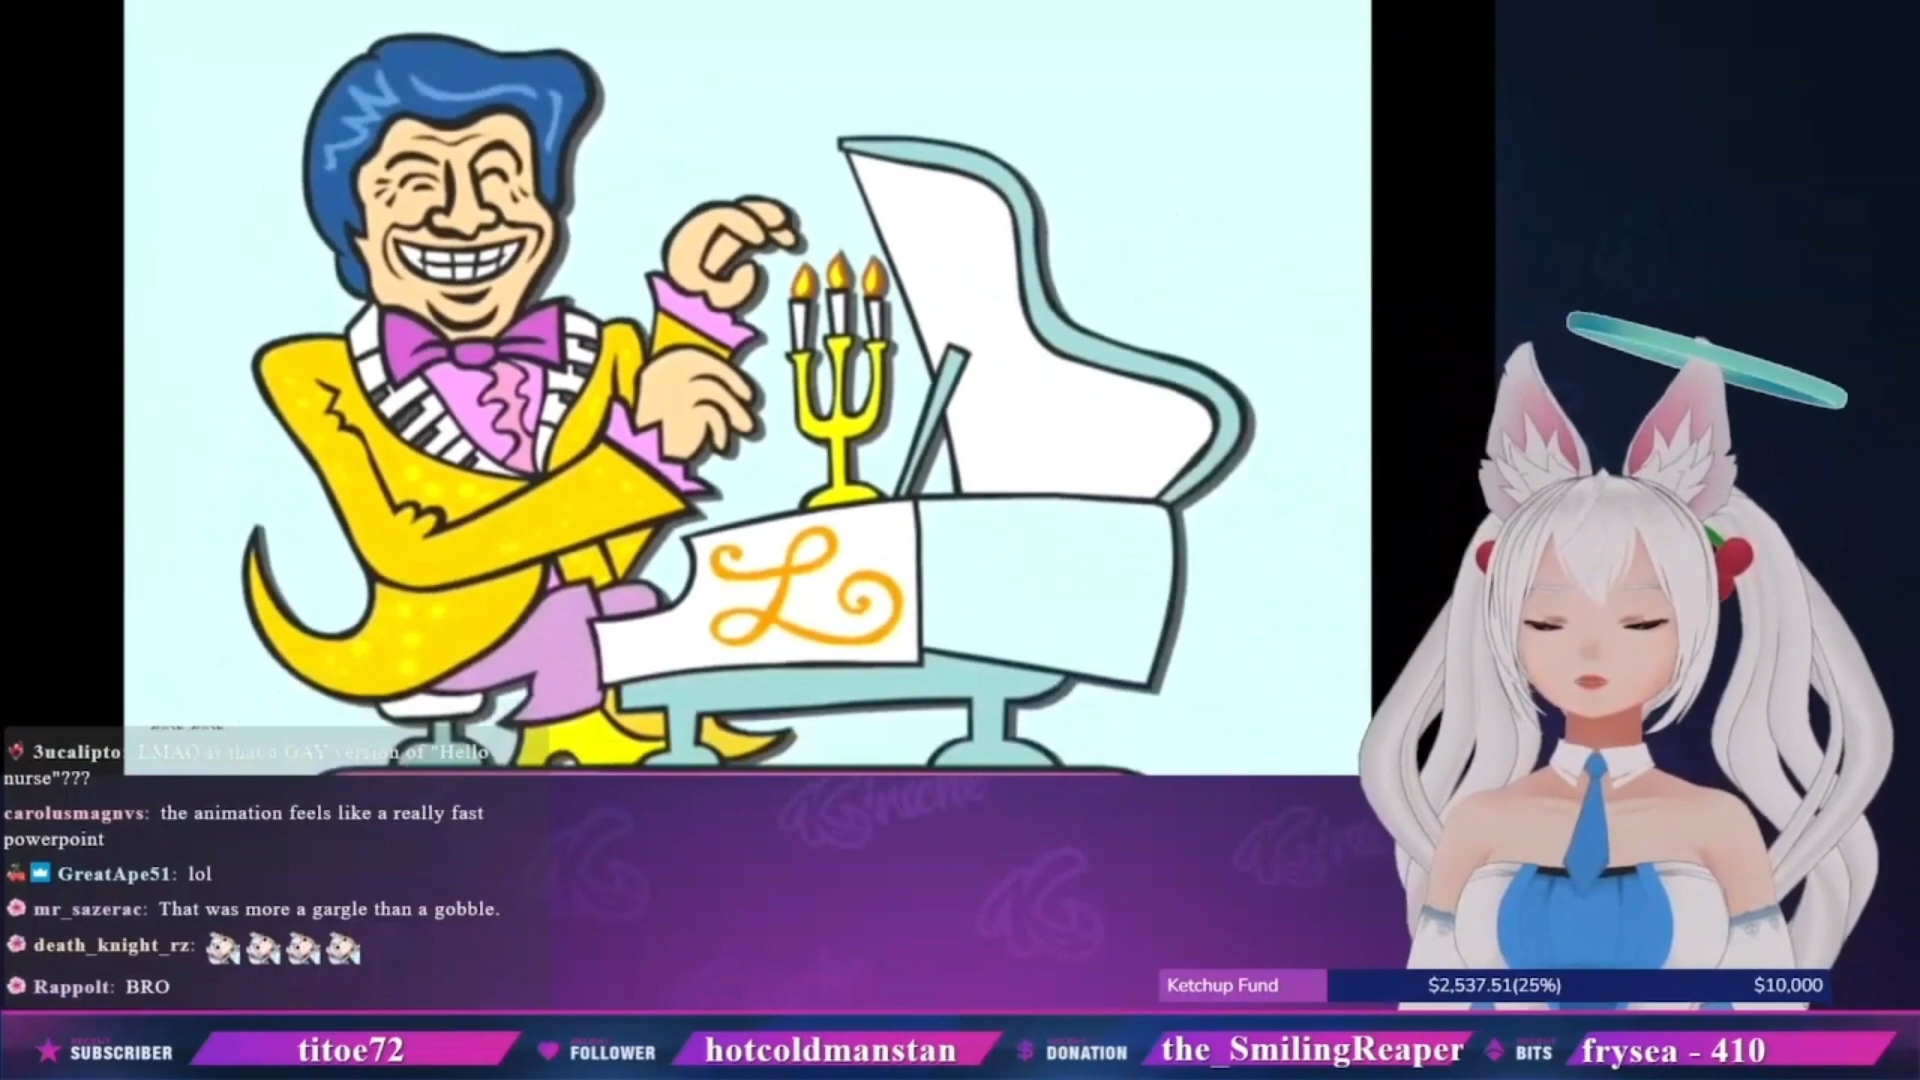 L
3ucalipto: LMAO is that a GAY version of "Hello
nurse"???
carolusmagnvs: the animation feels like a really fast
powerpoint
GreatApe51: lol
mr_sazerac: That was more a gargle than a gobble.
death_knight_rz:
Rappolt: BRO
Ketchup Fund $2,537.51(25%) $10,000
SUBSCRIBER titoe72 FOLLOWER hotcoldmanstan DONATION the_SmilingReaper BITS frysea - 410